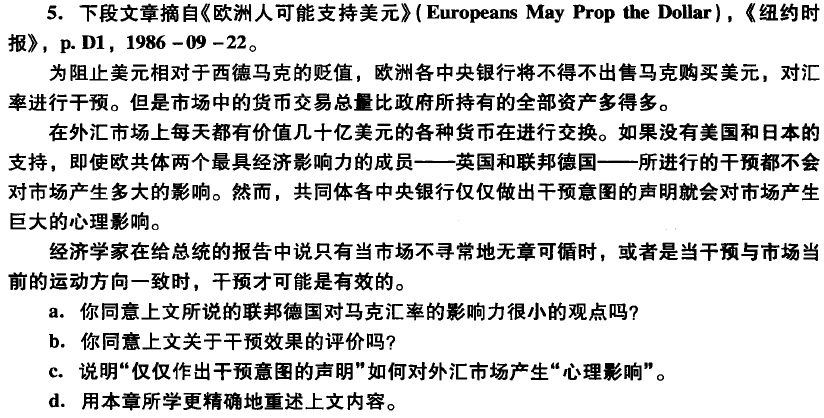 5. 下段文章摘自《欧洲人可能支持美元》(Europeans May Prop the Dollar),《纽约时
报》, p. D1, 1986-09-22。
为阻止美元相对于西德马克的贬值，欧洲各中央银行将不得不出售马克购买美元，对汇
率进行干预。但是市场中的货币交易总量比政府所持有的全部资产多得多。
在外汇市场上每天都有价值几十亿美元的各种货币在进行交换。如果没有美国和日本的
支持，即使欧共体两个最具经济影响力的成员——英国和联邦德国——所进行的干预都不会
对市场产生多大的影响。然而，共同体各中央银行仅仅做出干预意图的声明就会对市场产生
巨大的心理影响。
经济学家在给总统的报告中说只有当市场不寻常地无章可循时，或者是当干预与市场当
前的运动方向一致时，干预才可能是有效的。
a. 你同意上文所说的联邦德国对马克汇率的影响力很小的观点吗？
b. 你同意上文关于干预效果的评价吗？
c. 说明“仅仅作出干预意图的声明”如何对外汇市场产生“心理影响”。
d. 用本章所学更精确地重述上文内容。